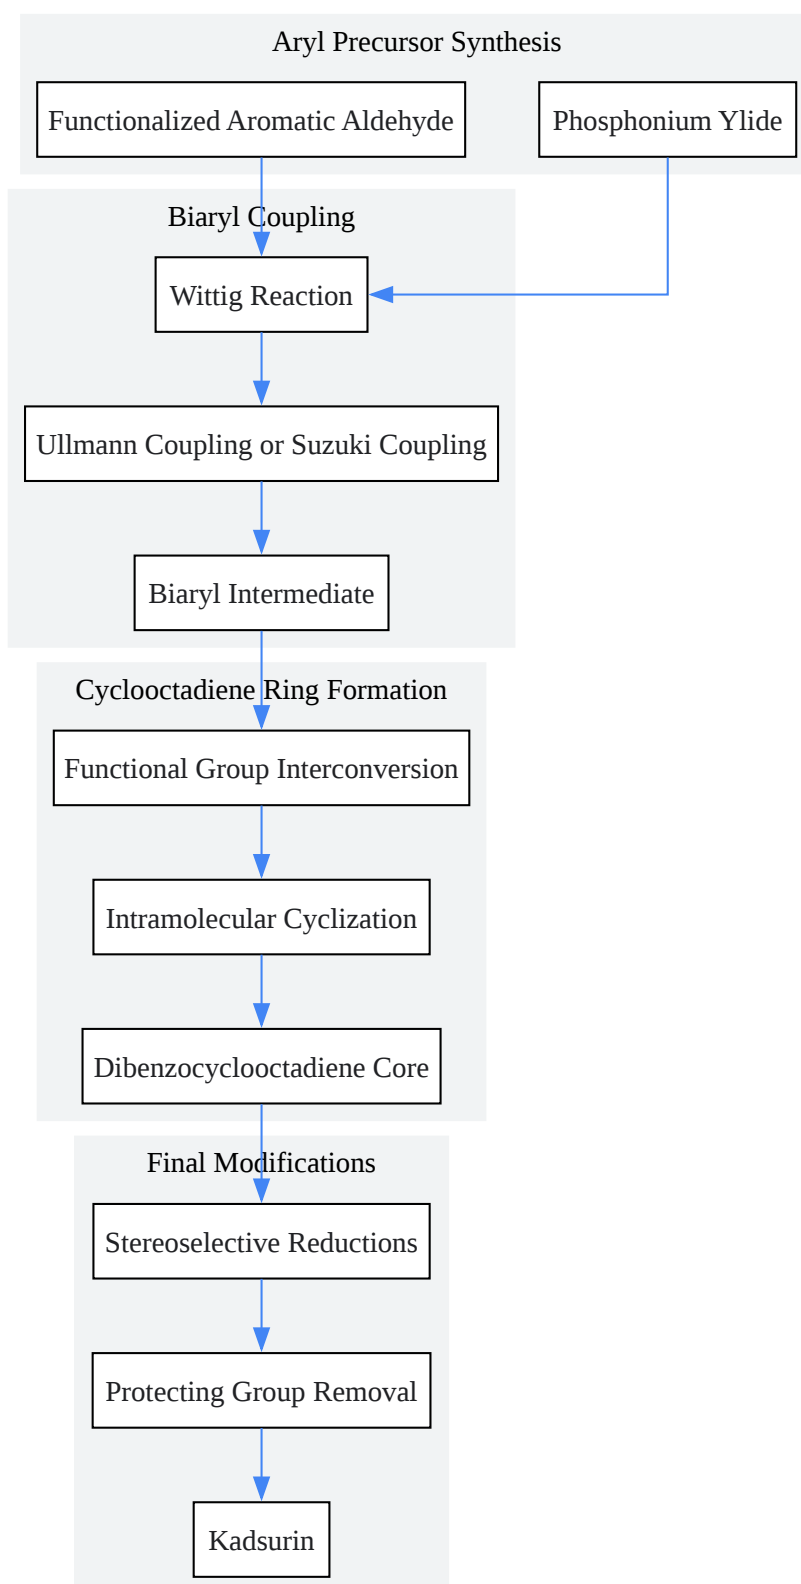 Aryl Precursor Synthesis
Functionalized Aromatic Aldehyde
Phosphonium Ylide
Biaryl Coupling
Wittig Reaction
Ullmann Coupling or Suzuki Coupling
Biaryl Intermediate
Cyclooctadiene Ring Formation
Functional Group Interconversion
Intramolecular Cyclization
Dibenzocyclooctadiene Core
Final Modifications
Stereoselective Reductions
Protecting Group Removal
Kadsurin